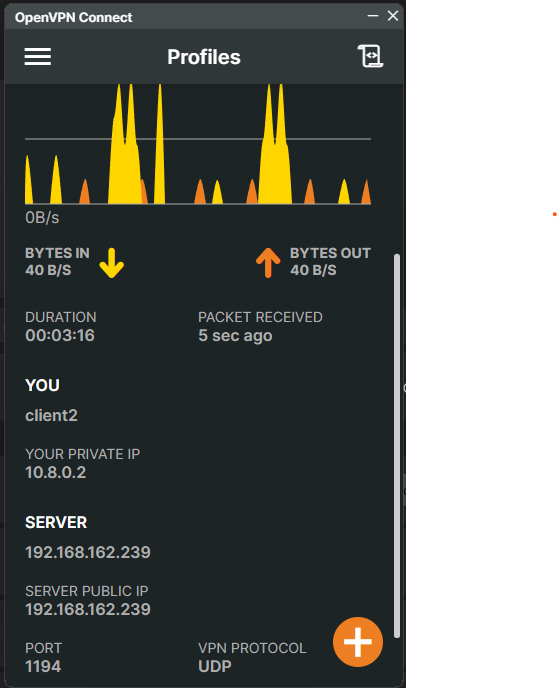 OpenVPN Connect
Profiles
0B/s
BYTES IN
40 B/S
BYTES OUT
40 B/S
DURATION
00:03:16
PACKET RECEIVED
5 sec ago
YOU
client2
YOUR PRIVATE IP
10.8.0.2
SERVER
192.168.162.239
SERVER PUBLIC IP
192.168.162.239
PORT
1194
VPN PROTOCOL
UDP